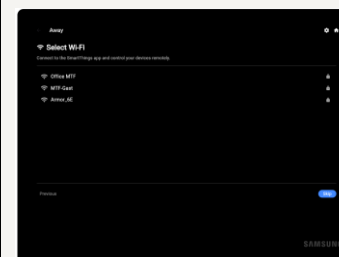 Away
Select Wi-Fi
Connect to the SmartThings app and control your devices remotely.
Office MTF
MTF-Gast
Armor_6E
Previous
Skip
SAMSUNG